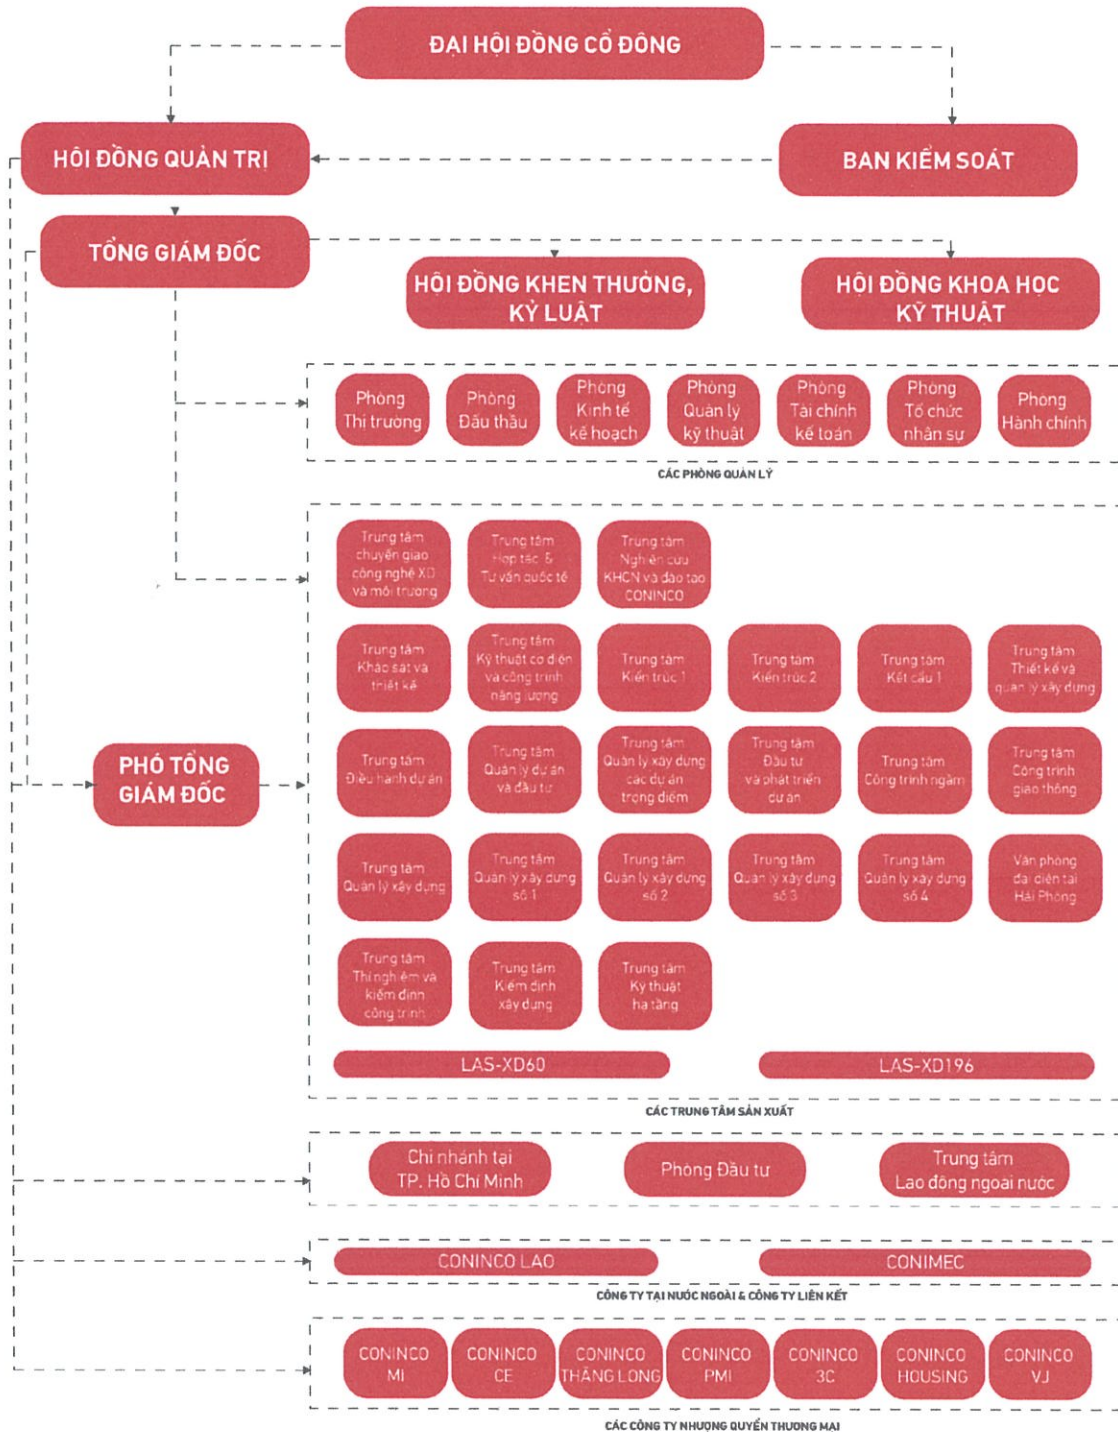 ĐẠI HỘI ĐỒNG CỔ ĐÔNG
HỘI ĐỒNG QUẢN TRỊ
BAN KIỂM SOÁT
TỔNG GIÁM ĐỐC
HỘI ĐỒNG KHEN THƯỞNG,
KỶ LUẬT
HỘI ĐỒNG KHOA HỌC
KỸ THUẬT
Phòng
Thị trường
Phòng
Đấu thầu
Phòng
Kinh tế
kế hoạch
Phòng
Quản lý
kỹ thuật
Phòng
Tài chính
kế toán
Phòng
Tổ chức
nhân sự
Phòng
Hành chính
CÁC PHÒNG QUẢN LÝ
Trung tâm
chuyển giao
công nghệ XD
và môi trường
Trung tâm
Hợp tác &
Tư vấn quốc tế
Trung tâm
Nghiên cứu
KHCN và đào tạo
CONINCO
Trung tâm
Khảo sát và
thiết kế
Trung tâm
Kỹ thuật cơ điện
và công trình
năng lượng
Trung tâm
Kiến trúc 1
Trung tâm
Kiến trúc 2
Trung tâm
Kết cấu 1
Trung tâm
Thiết kế và
quản lý xây dựng
PHÓ TỔNG
GIÁM ĐỐC
Trung tâm
Điều hành dự án
Trung tâm
Quản lý dự án
và đầu tư
Trung tâm
Quản lý xây dựng
các dự án
trọng điểm
Trung tâm
Đầu tư
và phát triển
dự án
Trung tâm
Công trình ngầm
Trung tâm
Công trình
giao thông
Trung tâm
Quản lý xây dựng
Trung tâm
Quản lý xây dựng
số 1
Trung tâm
Quản lý xây dựng
số 2
Trung tâm
Quản lý xây dựng
số 3
Trung tâm
Quản lý xây dựng
số 4
Văn phòng
đại diện tại
Hải Phòng
Trung tâm
Thí nghiệm và
kiểm định
công trình
Trung tâm
Kiểm định
xây dựng
Trung tâm
Kỹ thuật
hạ tầng
LAS-XD60
LAS-XD196
CÁC TRUNG TÂM SẢN XUẤT
Chi nhánh tại
TP. Hồ Chí Minh
Phòng Đầu tư
Trung tâm
Lao động ngoài nước
CONINCO LAO
CONIMEC
CÔNG TY TẠI NƯỚC NGOÀI & CÔNG TY LIÊN KẾT
CONINCO
MI
CONINCO
CE
CONINCO
THĂNG LONG
CONINCO
PMI
CONINCO
3C
CONINCO
HOUSING
CONINCO
VJ
CÁC CÔNG TY NHƯỢNG QUYỀN THƯƠNG MẠI